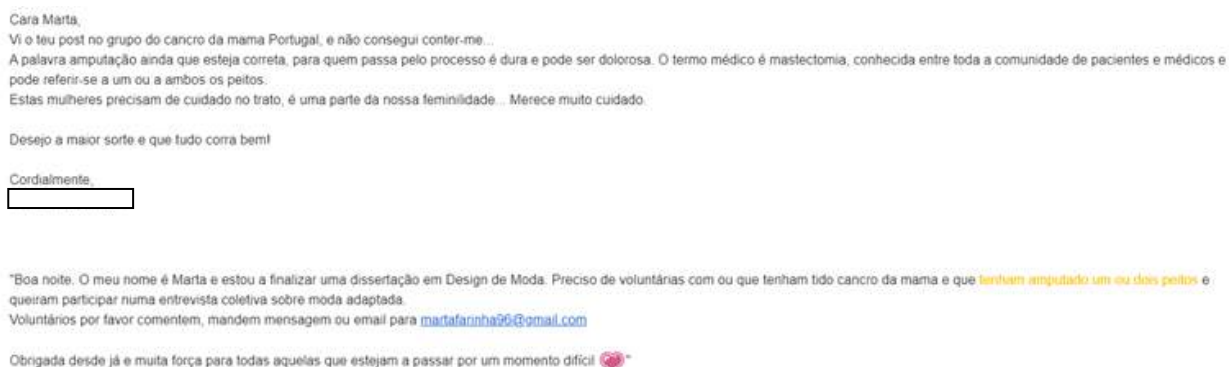 Cara Marta,
Vi o teu post no grupo do cancro da mama Portugal, e não consegui conter-me...
A palavra amputação ainda que esteja correta, para quem passa pelo processo é dura e pode ser dolorosa. O termo médico é mastectomia, conhecida entre toda a comunidade de pacientes e médicos e
pode referir-se a um ou a ambos os peitos.
Estas mulheres precisam de cuidado no trato, é uma parte da nossa feminilidade... Merece muito cuidado.
Desejo a maior sorte e que tudo corra bem!
Cordialmente,
"Boa noite. O meu nome é Marta e estou a finalizar uma dissertação em Design de Moda. Preciso de voluntárias com ou que tenham tido cancro da mama e que tenham amputado um ou dois peitos e
queiram participar numa entrevista coletiva sobre moda adaptada.
Voluntários por favor comentem, mandem mensagem ou email para martafarinha96@gmail.com
Obrigada desde já e muita força para todas aquelas que estejam a passar por um momento difícil 💓"